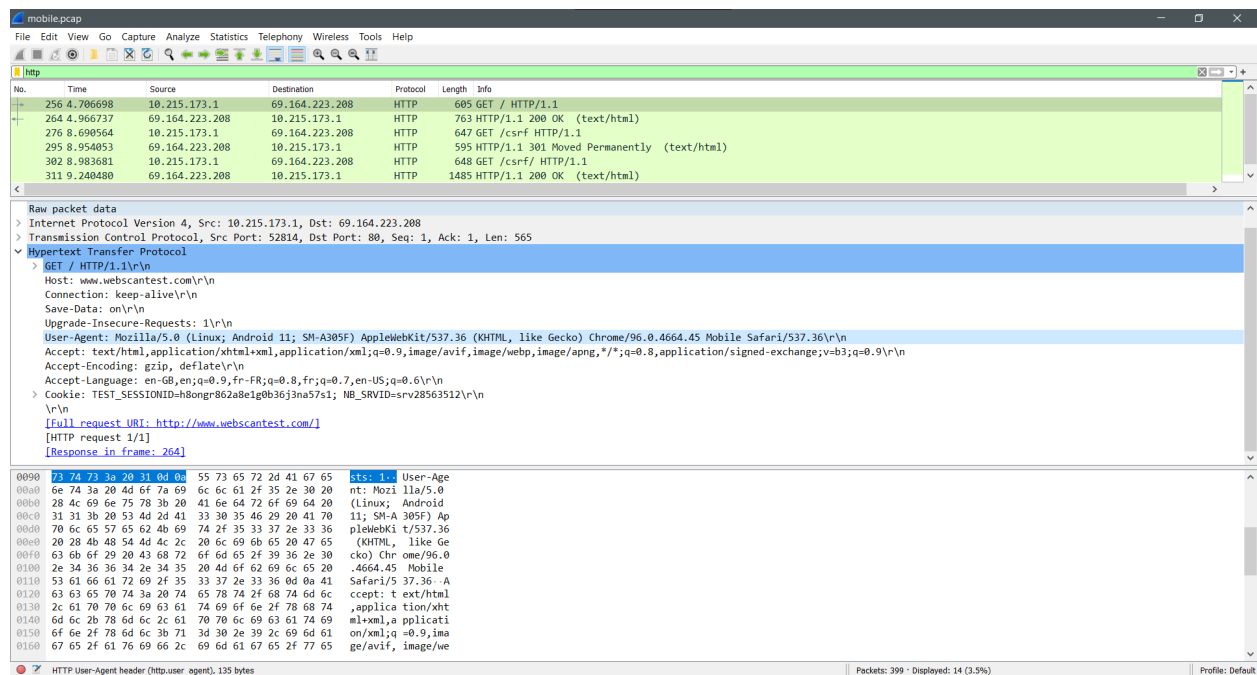 mobile.pcap
File Edit View Go Capture Analyze Statistics Telephony Wireless Tools Help
http
No. Time Source Destination Protocol Length Info
256 4.706698 10.215.173.1 69.164.223.208 HTTP 605 GET / HTTP/1.1
264 4.966737 69.164.223.208 10.215.173.1 HTTP 763 HTTP/1.1 200 OK (text/html)
276 8.690564 10.215.173.1 69.164.223.208 HTTP 647 GET /csrf HTTP/1.1
295 8.954053 69.164.223.208 10.215.173.1 HTTP 595 HTTP/1.1 301 Moved Permanently (text/html)
302 8.983681 10.215.173.1 69.164.223.208 HTTP 648 GET /csrf/ HTTP/1.1
311 9.240480 69.164.223.208 10.215.173.1 HTTP 1485 HTTP/1.1 200 OK (text/html)
Raw packet data
Internet Protocol Version 4, Src: 10.215.173.1, Dst: 69.164.223.208
Transmission Control Protocol, Src Port: 52814, Dst Port: 80, Seq: 1, Ack: 1, Len: 565
Hypertext Transfer Protocol
GET / HTTP/1.1\r\n
Host: www.webscantest.com\r\n
Connection: keep-alive\r\n
Save-Data: on\r\n
Upgrade-Insecure-Requests: 1\r\n
User-Agent: Mozilla/5.0 (Linux; Android 11; SM-A305F) AppleWebKit/537.36 (KHTML, like Gecko) Chrome/96.0.4664.45 Mobile Safari/537.36\r\n
Accept: text/html,application/xhtml+xml,application/xml;q=0.9,image/avif,image/webp,image/apng,*/*;q=0.8,application/signed-exchange;v=b3;q=0.9\r\n
Accept-Encoding: gzip, deflate\r\n
Accept-Language: en-GB,en;q=0.9,fr-FR;q=0.8,fr;q=0.7,en-US;q=0.6\r\n
Cookie: TEST_SESSIONID=h8ongr862a8e1g0b36j3na57s1; NB_SRVID=srv28563512\r\n
\r\n
[Full request URI: http://www.webscantest.com/]
[HTTP request 1/1]
[Response in frame: 264]
0090 73 74 73 3a 20 31 0d 0a 55 73 65 72 2d 41 67 65 sts: 1·· User-Age
00a0 6e 74 3a 20 4d 6f 7a 69 6c 6c 61 2f 35 2e 30 20 nt: Mozi lla/5.0
00b0 28 4c 69 6e 75 78 3b 20 41 6e 64 72 6f 69 64 20 (Linux; Android
00c0 31 31 3b 20 53 4d 2d 41 33 30 35 46 29 20 41 70 11; SM-A 305F) Ap
00d0 70 6c 65 57 65 62 4b 69 74 2f 35 33 37 2e 33 36 pleWebKi t/537.36
00e0 20 28 4b 48 54 4d 4c 2c 20 6c 69 6b 65 20 47 65 (KHTML, like Ge
00f0 63 6b 6f 29 20 43 68 72 6f 6d 65 2f 39 36 2e 30 cko) Chr ome/96.0
0100 2e 34 36 36 34 2e 34 35 20 4d 6f 62 69 6c 65 20 .4664.45 Mobile
0110 53 61 66 61 72 69 2f 35 33 37 2e 33 36 0d 0a 41 Safari/5 37.36··A
0120 63 63 65 70 74 3a 20 74 65 78 74 2f 68 74 6d 6c ccept: t ext/html
0130 2c 61 70 70 6c 69 63 61 74 69 6f 6e 2f 78 68 74 ,applica tion/xht
0140 6d 6c 2b 78 6d 6c 2c 61 70 70 6c 69 63 61 74 69 ml+xml,a pplicati
0150 6f 6e 2f 78 6d 6c 3b 71 3d 30 2e 39 2c 69 6d 61 on/xml;q =0.9,ima
0160 67 65 2f 61 76 69 66 2c 69 6d 61 67 65 2f 77 65 ge/avif, image/we
HTTP User-Agent header (http.user_agent), 135 bytes Packets: 399 · Displayed: 14 (3.5%) Profile: Default